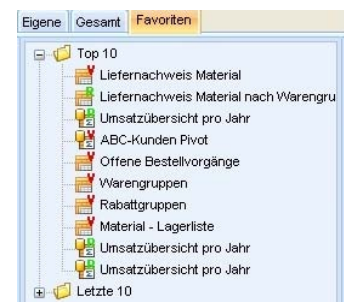 Eigene Gesamt Favoriten
Top 10
Liefernachweis Material
Liefernachweis Material nach Warengru
Umsatzübersicht pro Jahr
ABC-Kunden Pivot
Offene Bestellvorgänge
Warengruppen
Rabattgruppen
Material - Lagerliste
Umsatzübersicht pro Jahr
Umsatzübersicht pro Jahr
Letzte 10